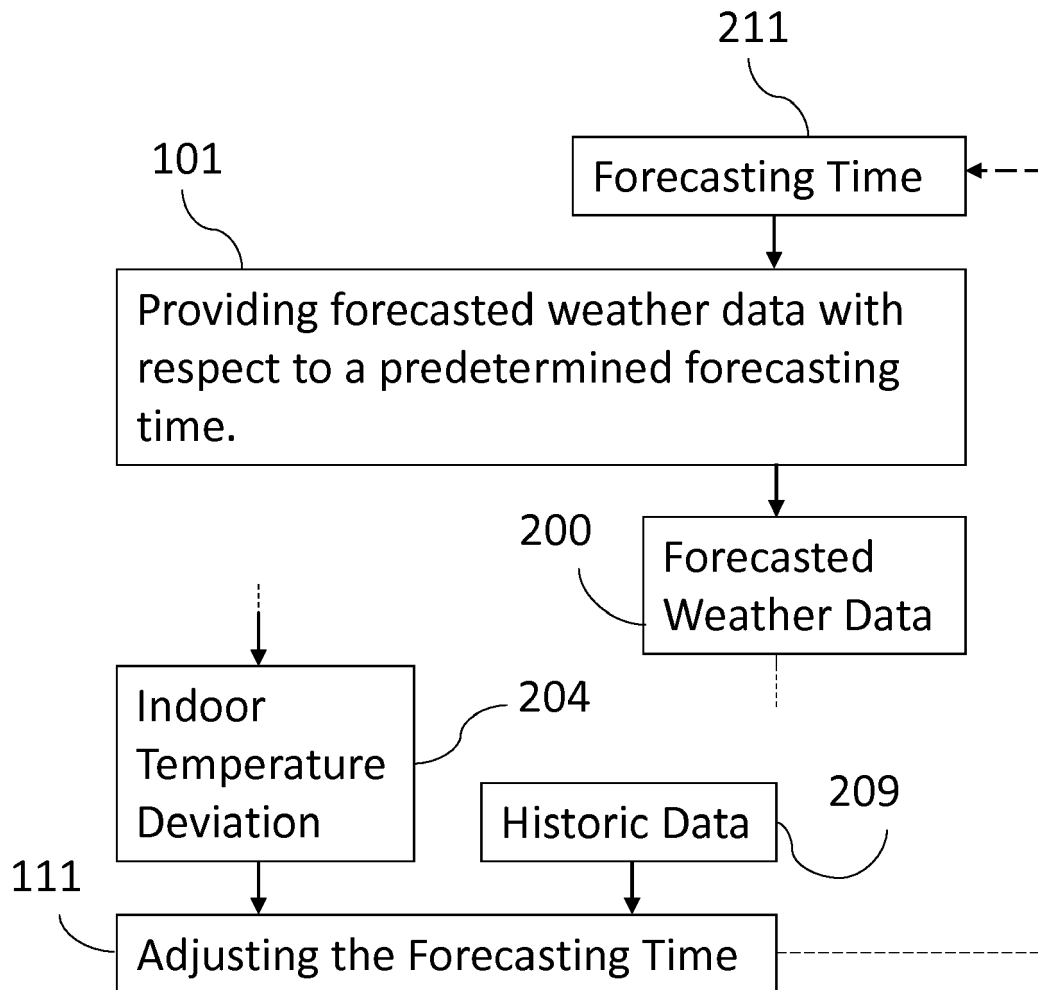 211
101
Forecasting Time
Providing forecasted weather data with
respect to a predetermined forecasting
time.
200
Forecasted
Weather Data
204
Indoor
Temperature
Deviation
209
Historic Data
111
Adjusting the Forecasting Time